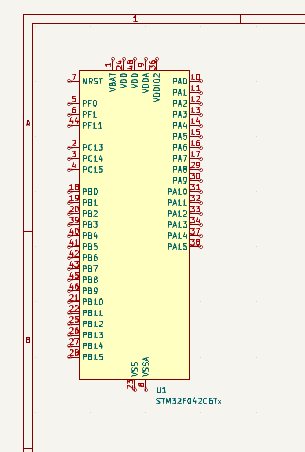 1
1 24 48 9 36
VBAT VDD VDD VDDA VDDIO2
7 NRST PA0 10
PA1 11
5 PF0 PA2 12
6 PF1 PA3 13
44 PF11 PA4 14
A
PA5 15
2 PC13 PA6 16
3 PC14 PA7 17
4 PC15 PA8 29
PA9 30
18 PB0 PA10 31
19 PB1 PA11 32
20 PB2 PA12 33
39 PB3 PA13 34
40 PB4 PA14 37
41 PB5 PA15 38
42 PB6
43 PB7
45 PB8
46 PB9
21 PB10
22 PB11
25 PB12
26 PB13
B
27 PB14
28 PB15
VSS VSSA
23 8
U1
STM32F042C6Tx